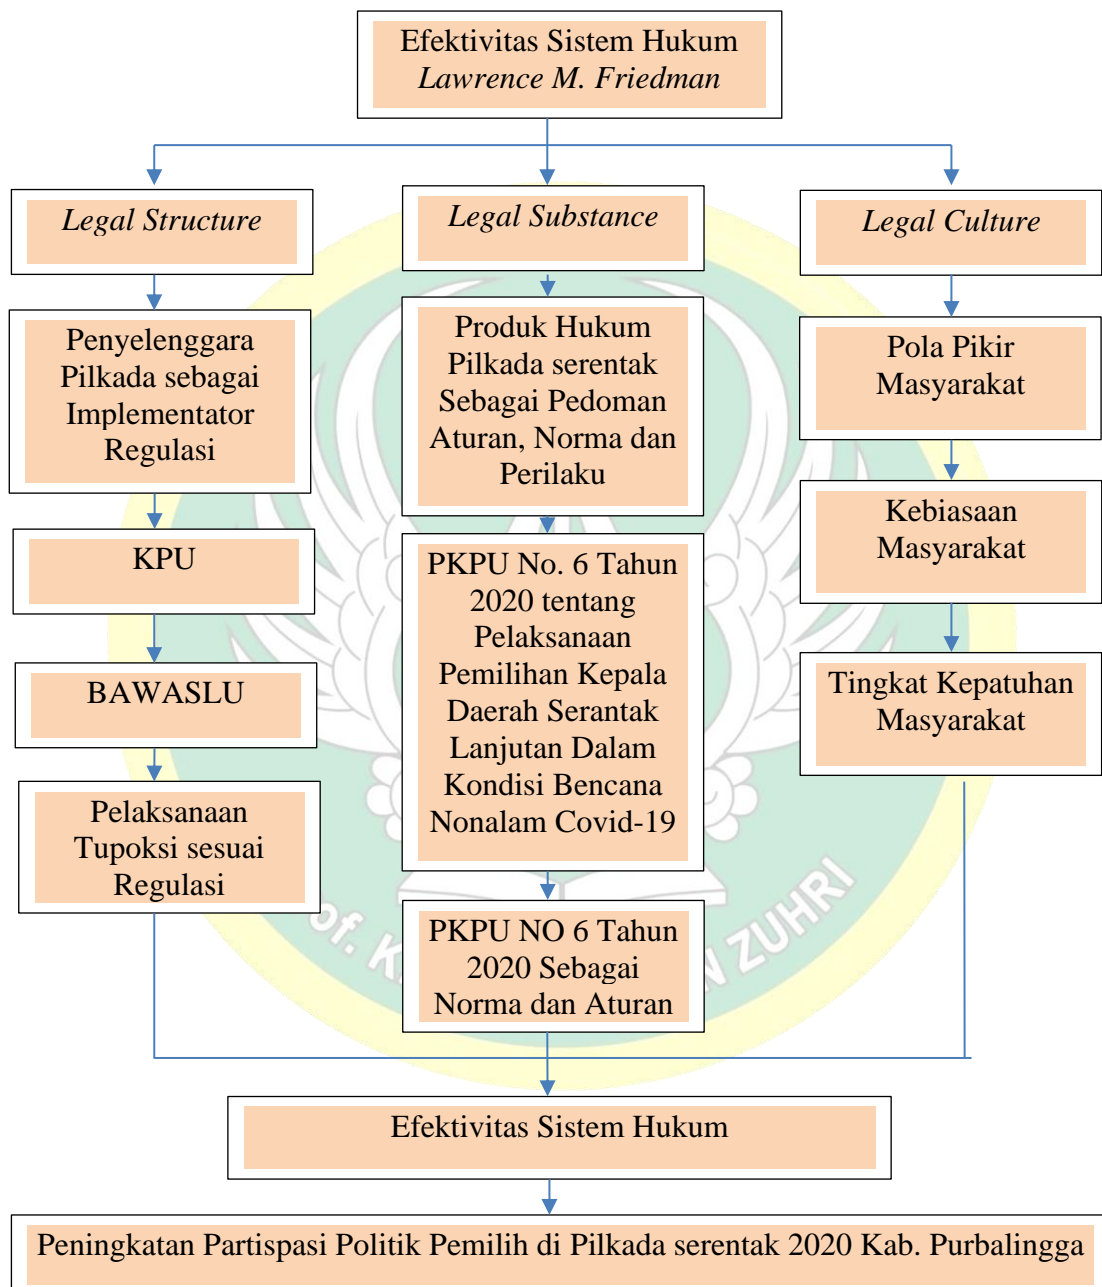 Efektivitas Sistem Hukum
Lawrence M. Friedman
Legal Structure
Legal Substance
Legal Culture
Penyelenggara
Pilkada sebagai
Implementator
Regulasi
KPU
BAWASLU
Pelaksanaan
Tupoksi sesuai
Regulasi
Produk Hukum
Pilkada serentak
Sebagai Pedoman
Aturan, Norma dan
Perilaku
PKPU No. 6 Tahun
2020 tentang
Pelaksanaan
Pemilihan Kepala
Daerah Serantak
Lanjutan Dalam
Kondisi Bencana
Nonalam Covid-19
PKPU NO 6 Tahun
2020 Sebagai
Norma dan Aturan
Pola Pikir
Masyarakat
Kebiasaan
Masyarakat
Tingkat Kepatuhan
Masyarakat
of. K
N ZUHRI
Efektivitas Sistem Hukum
Peningkatan Partispasi Politik Pemilih di Pilkada serentak 2020 Kab. Purbalingga